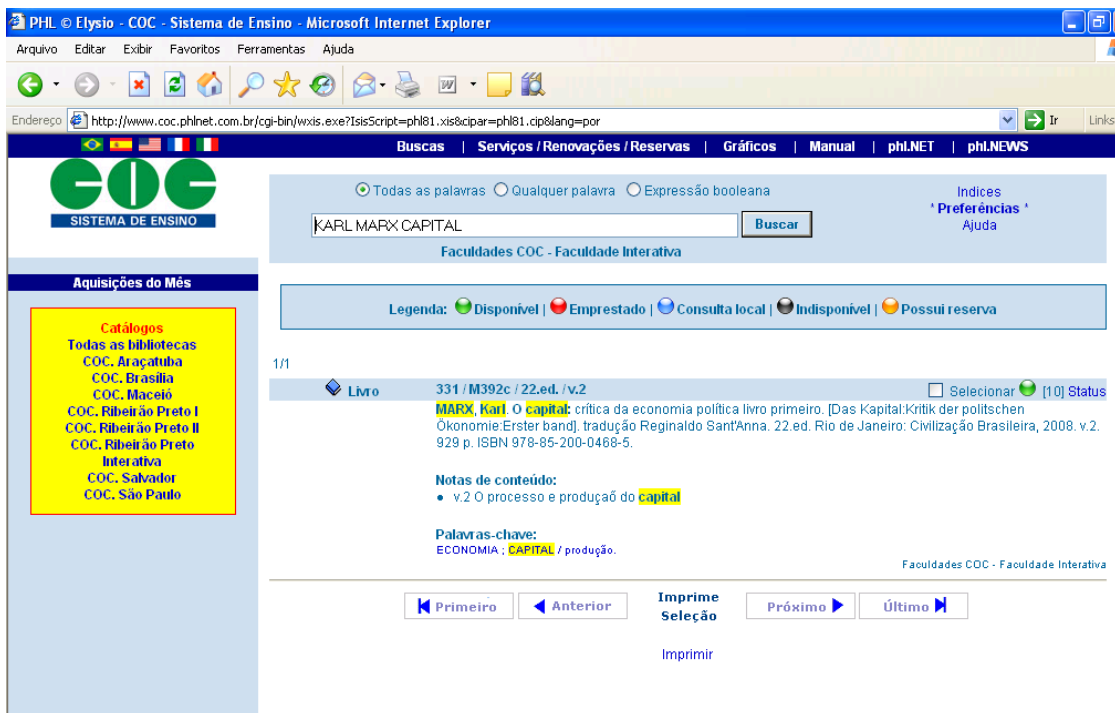 PHL © Elysio - COC - Sistema de Ensino - Microsoft Internet Explorer
Arquivo Editar Exibir Favoritos Ferramentas Ajuda
Endereço http://www.coc.phlnet.com.br/cgi-bin/wxis.exe?IsisScript=phl81.xis&cipar=phl81.cip&lang=por Ir Links
Buscas | Serviços / Renovações / Reservas | Gráficos | Manual | phl.NET | phl.NEWS
COC
SISTEMA DE ENSINO
Todas as palavras Qualquer palavra Expressão booleana
KARL MARX CAPITAL Buscar
Faculdades COC - Faculdade Interativa
Indices
* Preferências *
Ajuda
Aquisições do Mês
Catálogos
Todas as bibliotecas
COC. Araçatuba
COC. Brasília
COC. Maceió
COC. Ribeirão Preto I
COC. Ribeirão Preto II
COC. Ribeirão Preto
Interativa
COC. Salvador
COC. São Paulo
Legenda: Disponível | Emprestado | Consulta local | Indisponível | Possui reserva
1/1
Livro 331 / M392c / 22.ed. / v.2 Selecionar [10] Status
MARX, Karl. O capital: crítica da economia política livro primeiro. [Das Kapital:Kritik der politschen
Ökonomie:Erster band]. tradução Reginaldo Sant'Anna. 22.ed. Rio de Janeiro: Civilização Brasileira, 2008. v.2.
929 p. ISBN 978-85-200-0468-5.
Notas de conteúdo:
• v.2 O processo e produçaõ do capital
Palavras-chave:
ECONOMIA ; CAPITAL / produção.
Faculdades COC - Faculdade Interativa
Primeiro Anterior Imprime Seleção Próximo Último
Imprimir